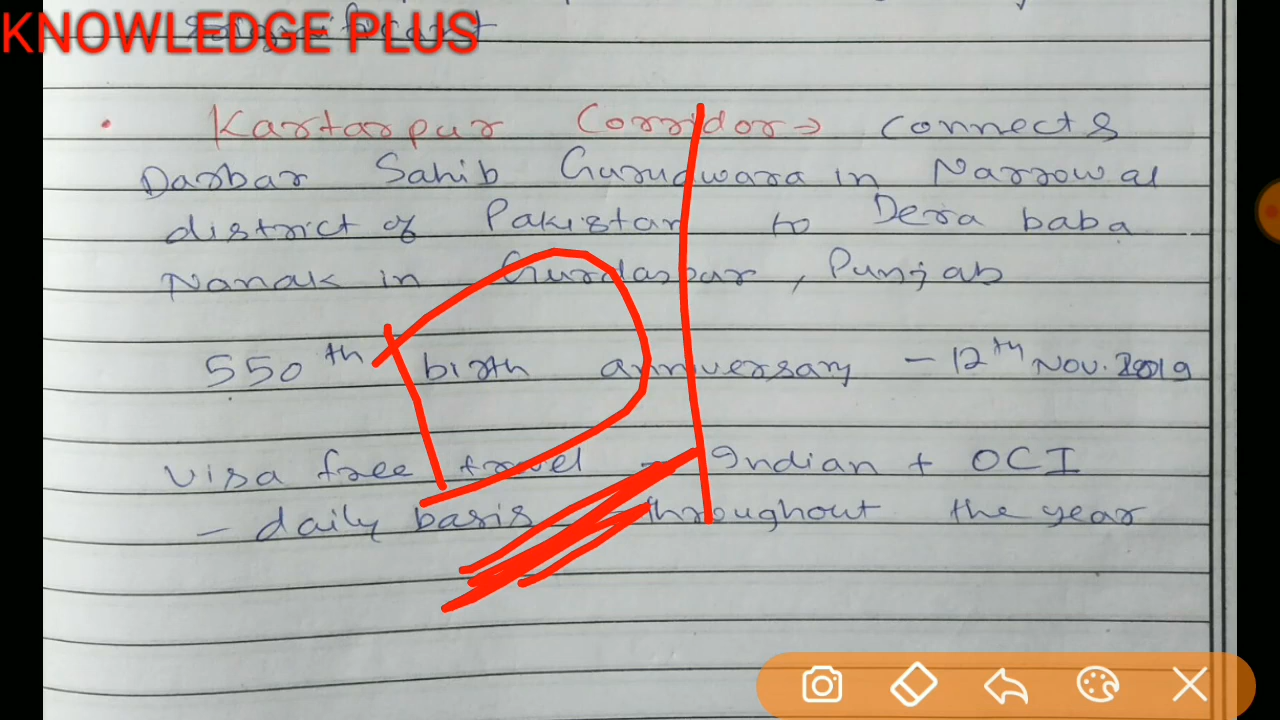 KNOWLEDGE PLUS
• Kartarpur Corridor → connects
Darbar Sahib Gurudwara in Narrowal
district of Pakistan to Dera baba
Nanak in Gurdaspur, Punjab
550th birth anniversary - 12th Nov. 2019
Visa free travel - Indian + OCI
- daily basis throughout the year